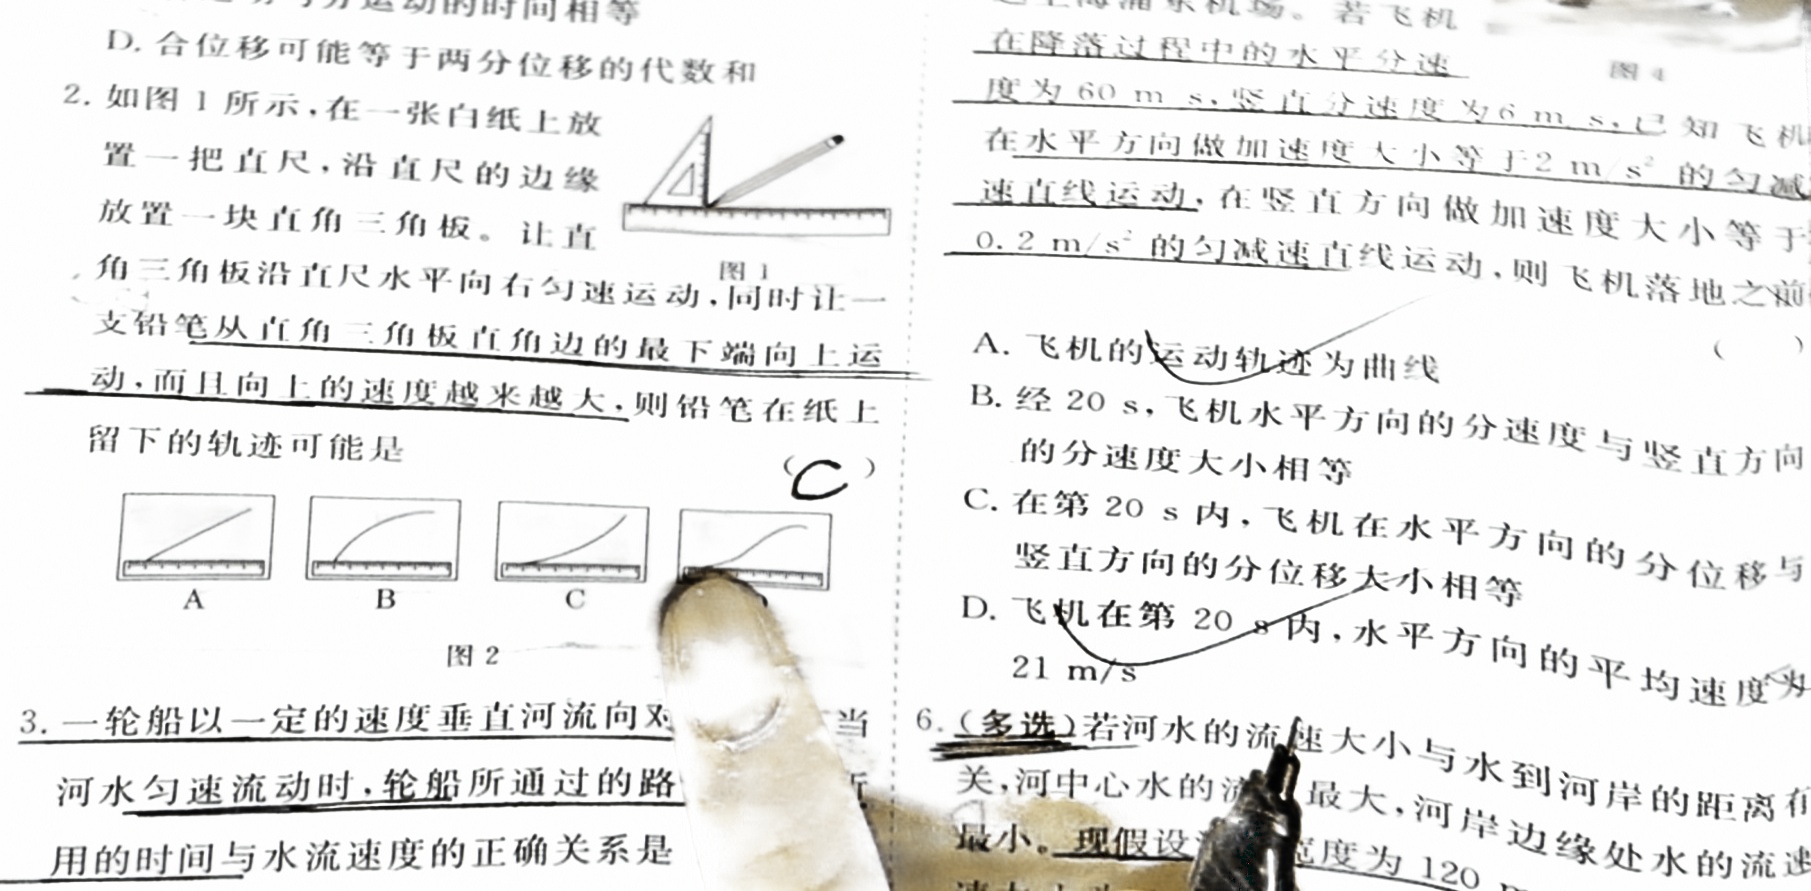 运动的时间相等
D. 合位移可能等于两分位移的代数和
2. 如图 1 所示,在一张白纸上放
置一把直尺,沿直尺的边缘
放置一块直角三角板。让直
图 1
角三角板沿直尺水平向右匀速运动,同时让一
支铅笔从直角三角板直角边的最下端向上运
动,而且向上的速度越来越大,则铅笔在纸上
留下的轨迹可能是
( C )
A B C
图 2
3. 一轮船以一定的速度垂直河流向对 当
河水匀速流动时,轮船所通过的路
用的时间与水流速度的正确关系是
浦东机场。若飞机
在降落过程中的水平分速
图 4
度为 60 m s,竖直分速度为6 m s,已知飞机
在水平方向做加速度大小等于2 m/s² 的匀减
速直线运动,在竖直方向做加速度大小等于
0.2 m/s² 的匀减速直线运动,则飞机落地之前
( )
A. 飞机的运动轨迹为曲线
B. 经 20 s,飞机水平方向的分速度与竖直方向
的分速度大小相等
C. 在第 20 s 内,飞机在水平方向的分位移与
竖直方向的分位移大小相等
D. 飞机在第 20 s 内,水平方向的平均速度为
21 m/s
6. (多选)若河水的流速大小与水到河岸的距离有
关,河中心水的流 最大,河岸边缘处水的流速
最小。现假设 宽度为 120